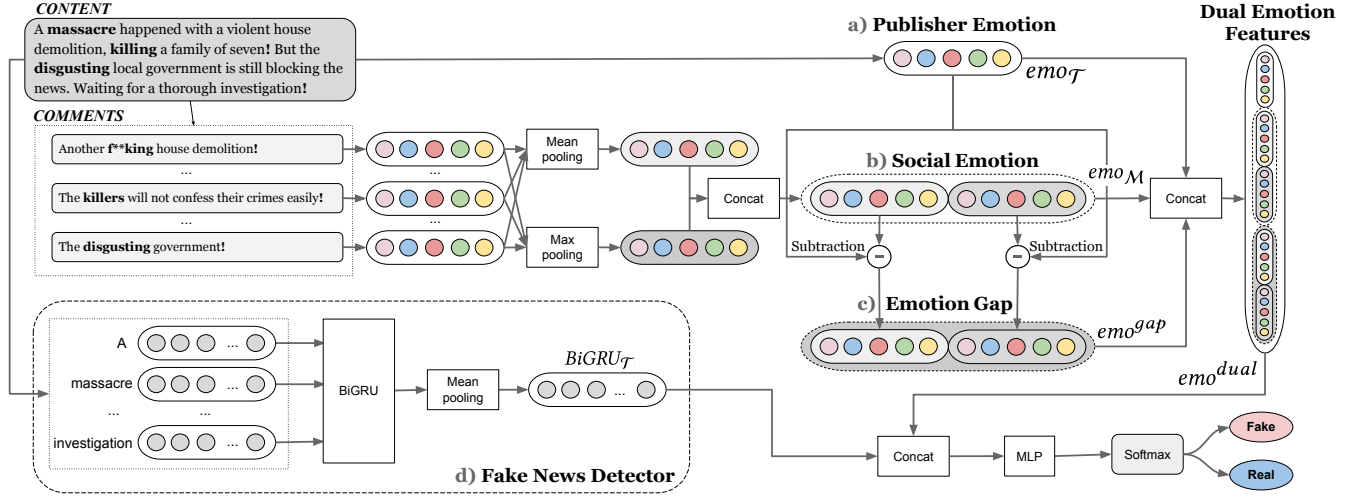 CONTENT
A massacre happened with a violent house
demolition, killing a family of seven! But the
disgusting local government is still blocking the
news. Waiting for a thorough investigation!
COMMENTS
Another f**king house demolition!
...
The killers will not confess their crimes easily!
...
The disgusting government!
...
...
Mean
pooling
Max
pooling
Concat
a) Publisher Emotion
emo𝒯
b) Social Emotion
emoℳ
Subtraction
−
−
Subtraction
c) Emotion Gap
emo^gap
Concat
Dual Emotion
Features
emo^dual
A
...
massacre
...
...
...
investigation
...
BiGRU
Mean
pooling
BiGRU𝒯
...
d) Fake News Detector
Concat
MLP
Softmax
Fake
Real